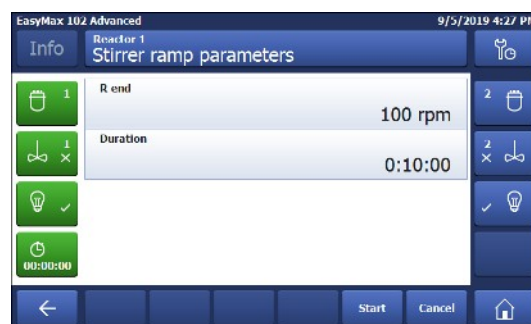 EasyMax 102 Advanced
9/5/2019 4:27 PM
Info
Reactor 1
Stirrer ramp parameters
1
R end
100 rpm
2
1
Duration
0:10:00
2
00:00:00
Start
Cancel